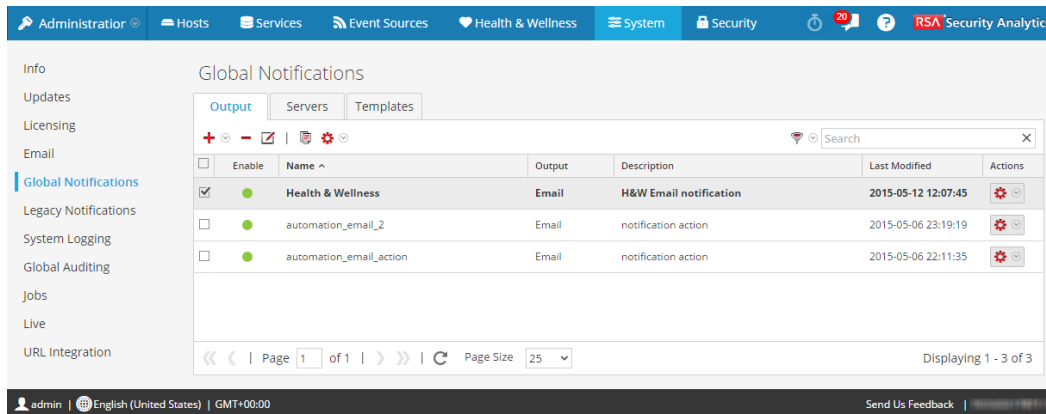 Administration Hosts Services Event Sources Health & Wellness System Security 20 ? RSA Security Analytic
Info
Updates
Licensing
Email
Global Notifications
Legacy Notifications
System Logging
Global Auditing
Jobs
Live
URL Integration
Global Notifications
Output Servers Templates
Search
Enable Name Output Description Last Modified Actions
Health & Wellness Email H&W Email notification 2015-05-12 12:07:45
automation_email_2 Email notification action 2015-05-06 22:19:19
automation_email_action Email notification action 2015-05-06 22:11:35
Page 1 of 1 | Page Size 25 Displaying 1 - 3 of 3
admin | English (United States) | GMT+00:00 Send Us Feedback |